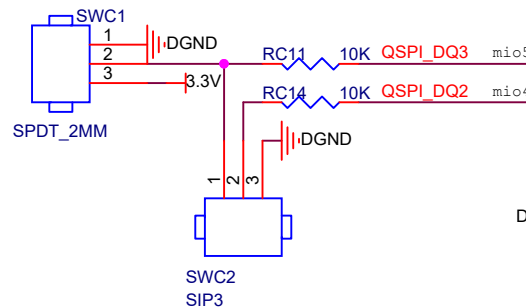 SWC1
1
DGND
2
3
3.3V
SPDT_2MM
RC11 10K QSPI_DQ3 mio5
RC14 10K QSPI_DQ2 mio4
DGND
1 2 3
D
SWC2
SIP3